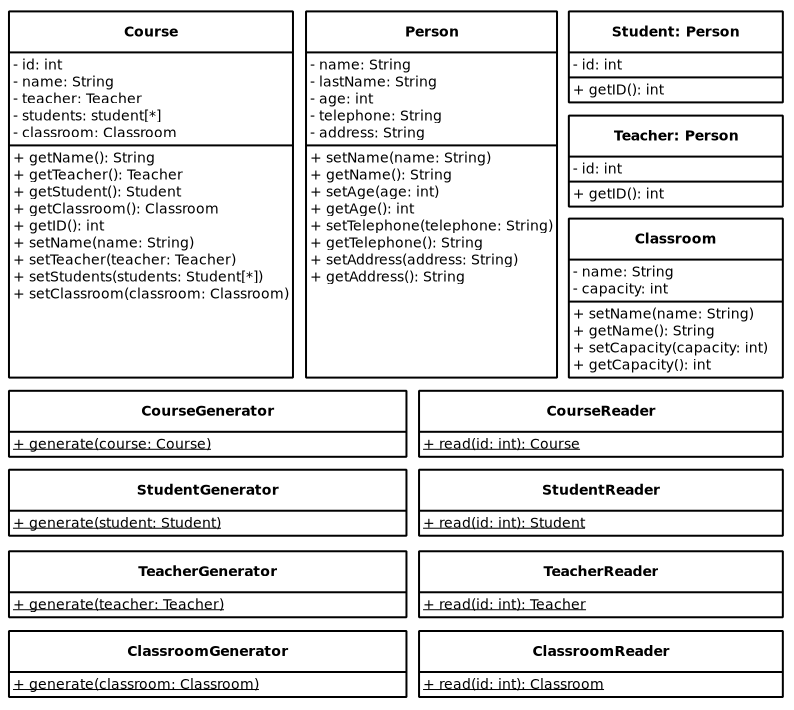 Course
- id: int
- name: String
- teacher: Teacher
- students: student[*]
- classroom: Classroom
+ getName(): String
+ getTeacher(): Teacher
+ getStudent(): Student
+ getClassroom(): Classroom
+ getID(): int
+ setName(name: String)
+ setTeacher(teacher: Teacher)
+ setStudents(students: Student[*])
+ setClassroom(classroom: Classroom)
Person
- name: String
- lastName: String
- age: int
- telephone: String
- address: String
+ setName(name: String)
+ getName(): String
+ setAge(age: int)
+ getAge(): int
+ setTelephone(telephone: String)
+ getTelephone(): String
+ setAddress(address: String)
+ getAddress(): String
Student: Person
- id: int
+ getID(): int
Teacher: Person
- id: int
+ getID(): int
Classroom
- name: String
- capacity: int
+ setName(name: String)
+ getName(): String
+ setCapacity(capacity: int)
+ getCapacity(): int
CourseGenerator
+ generate(course: Course)
CourseReader
+ read(id: int): Course
StudentGenerator
+ generate(student: Student)
StudentReader
+ read(id: int): Student
TeacherGenerator
+ generate(teacher: Teacher)
TeacherReader
+ read(id: int): Teacher
ClassroomGenerator
+ generate(classroom: Classroom)
ClassroomReader
+ read(id: int): Classroom